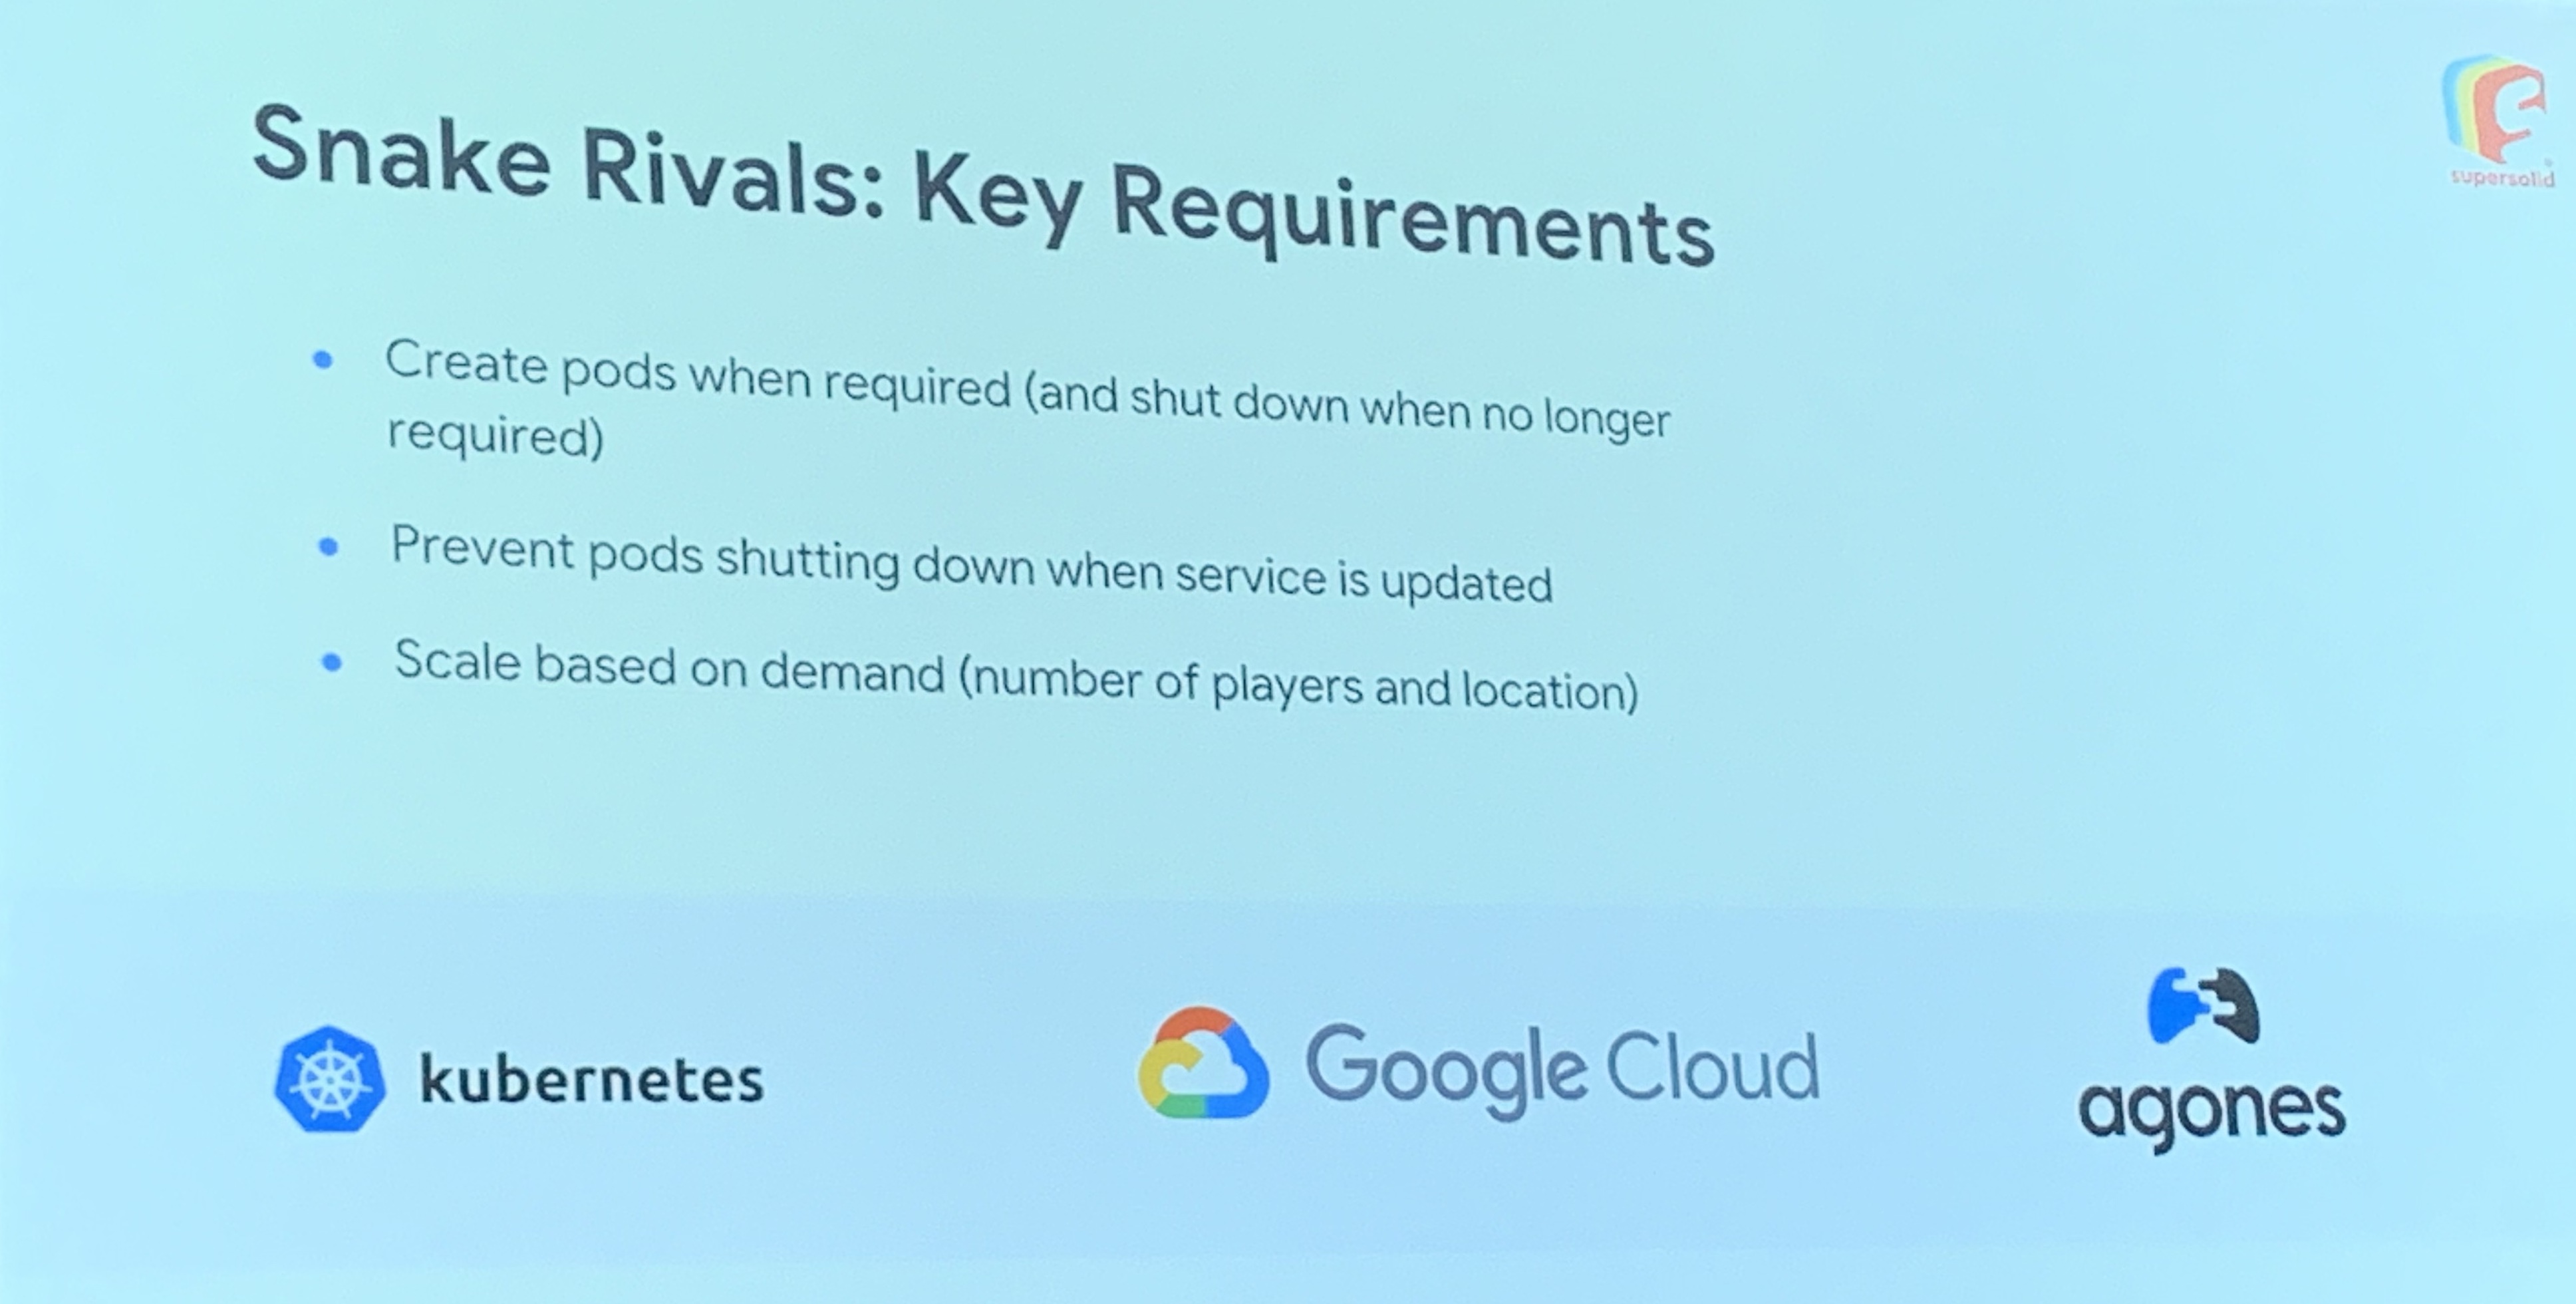 supersolid
Snake Rivals: Key Requirements
• Create pods when required (and shut down when no longer
required)
• Prevent pods shutting down when service is updated
• Scale based on demand (number of players and location)
kubernetes
Google Cloud
agones